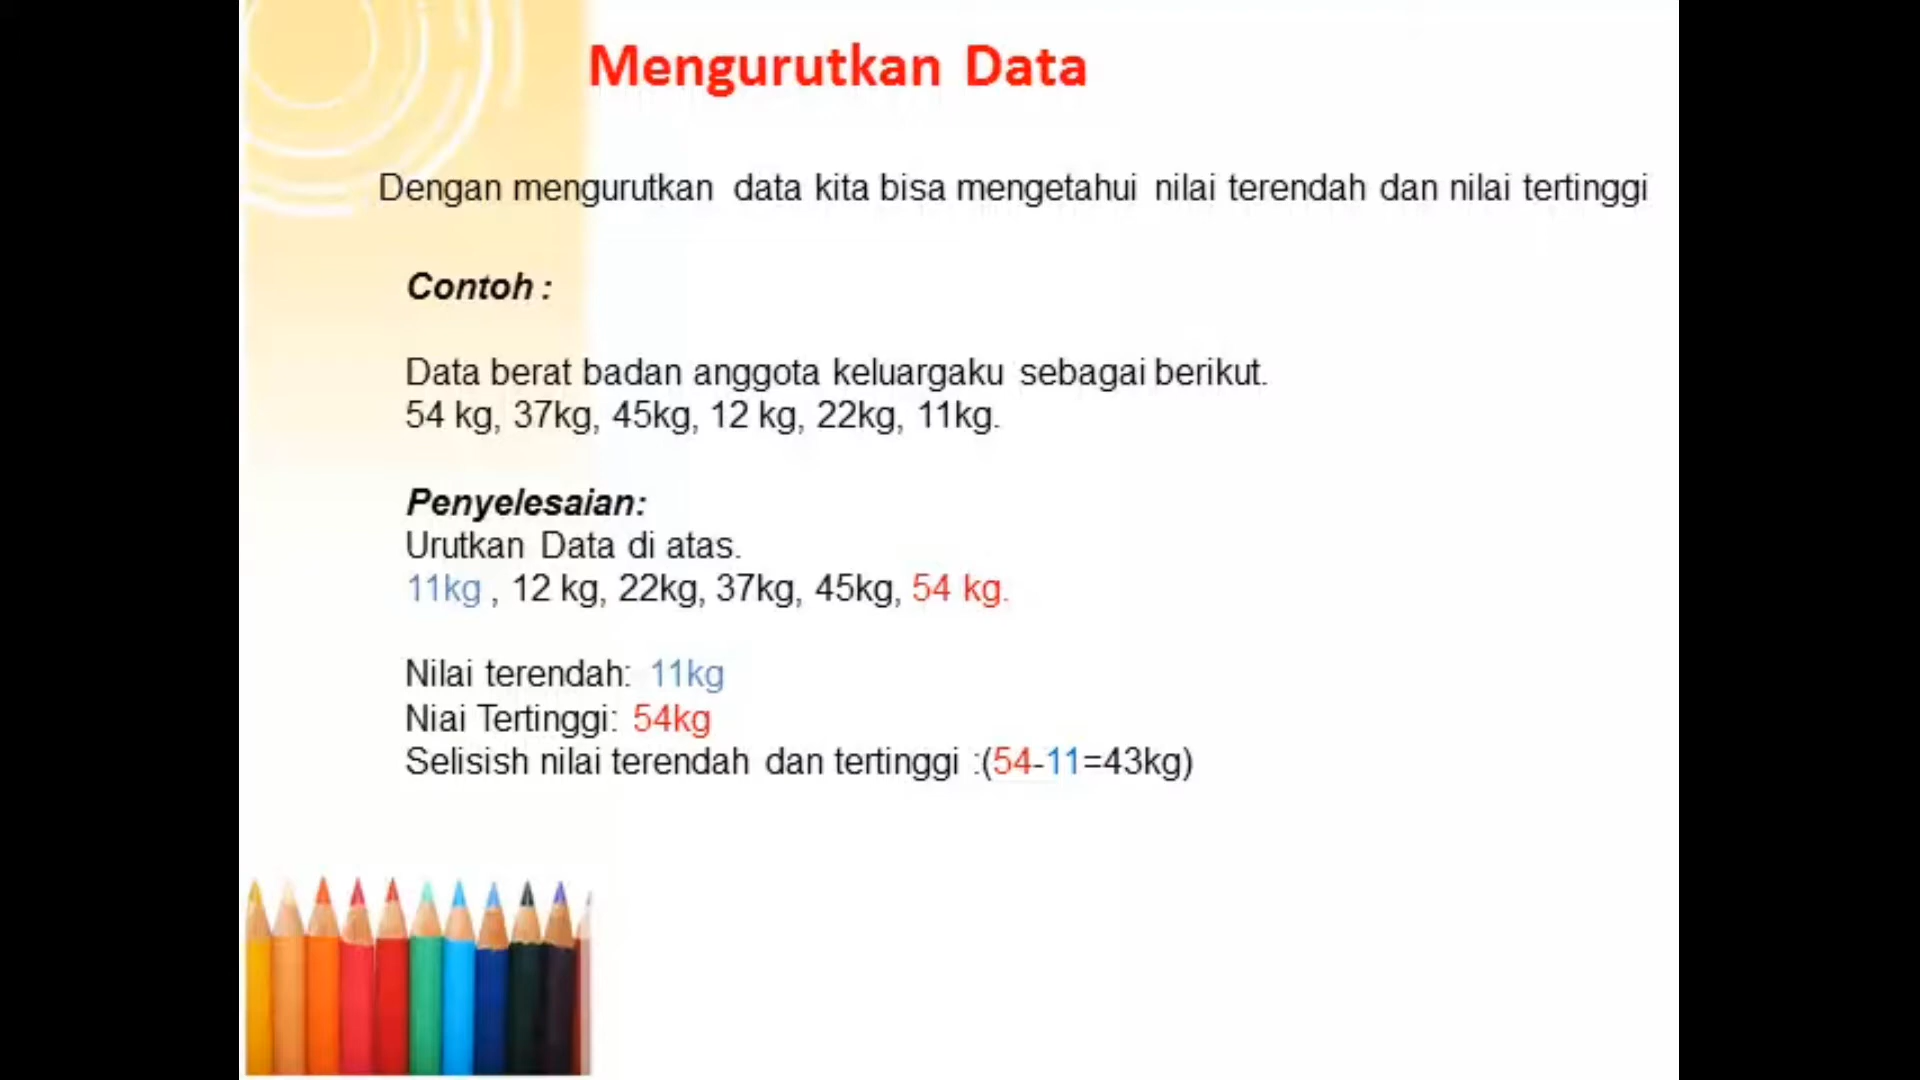 Mengurutkan Data
Dengan mengurutkan data kita bisa mengetahui nilai terendah dan nilai tertinggi
Contoh :
Data berat badan anggota keluargaku sebagai berikut.
54 kg, 37kg, 45kg, 12 kg, 22kg, 11kg.
Penyelesaian:
Urutkan Data di atas.
11kg , 12 kg, 22kg, 37kg, 45kg, 54 kg.
Nilai terendah: 11kg
Niai Tertinggi: 54kg
Selisish nilai terendah dan tertinggi :(54-11=43kg)